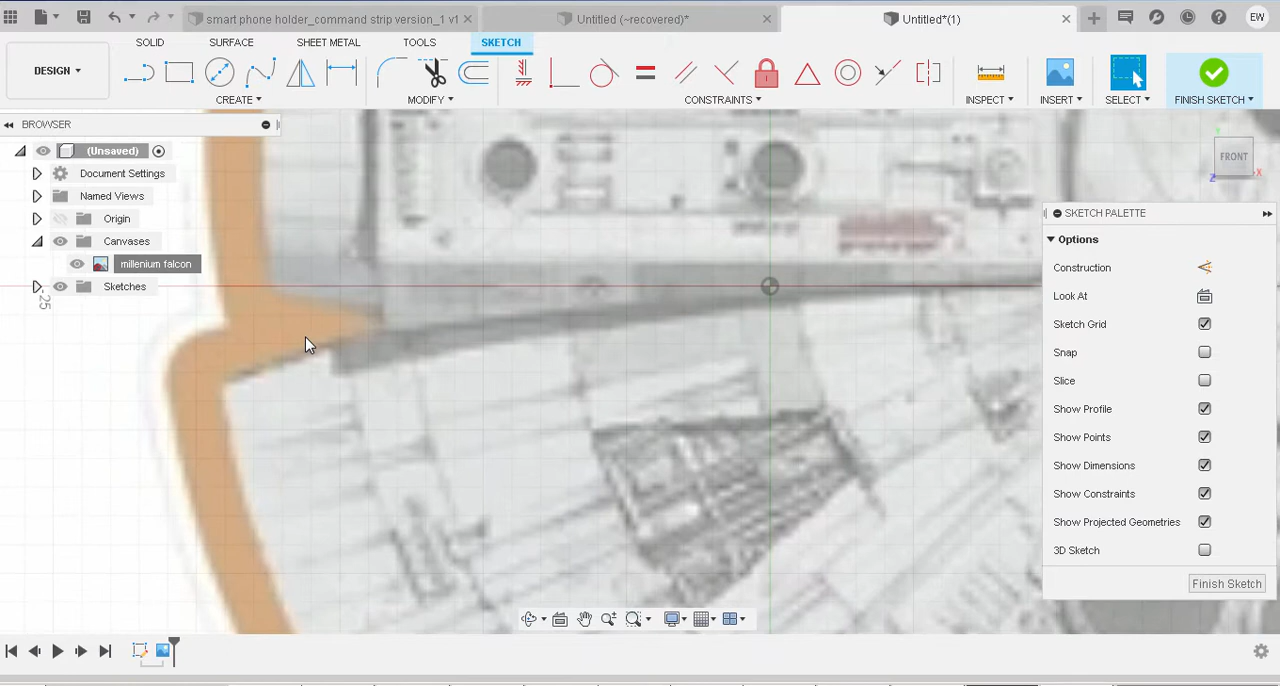 smart phone holder_command strip version_1 v1
Untitled (~recovered)*
Untitled*(1)
EW
SOLID
SURFACE
SHEET METAL
TOOLS
SKETCH
DESIGN
CREATE
MODIFY
CONSTRAINTS
INSPECT
INSERT
SELECT
FINISH SKETCH
BROWSER
(Unsaved)
Document Settings
Named Views
Origin
Canvases
millenium falcon
Sketches
-25
Y
FRONT
Z
X
SKETCH PALETTE
Options
Construction
Look At
Sketch Grid
Snap
Slice
Show Profile
Show Points
Show Dimensions
Show Constraints
Show Projected Geometries
3D Sketch
Finish Sketch